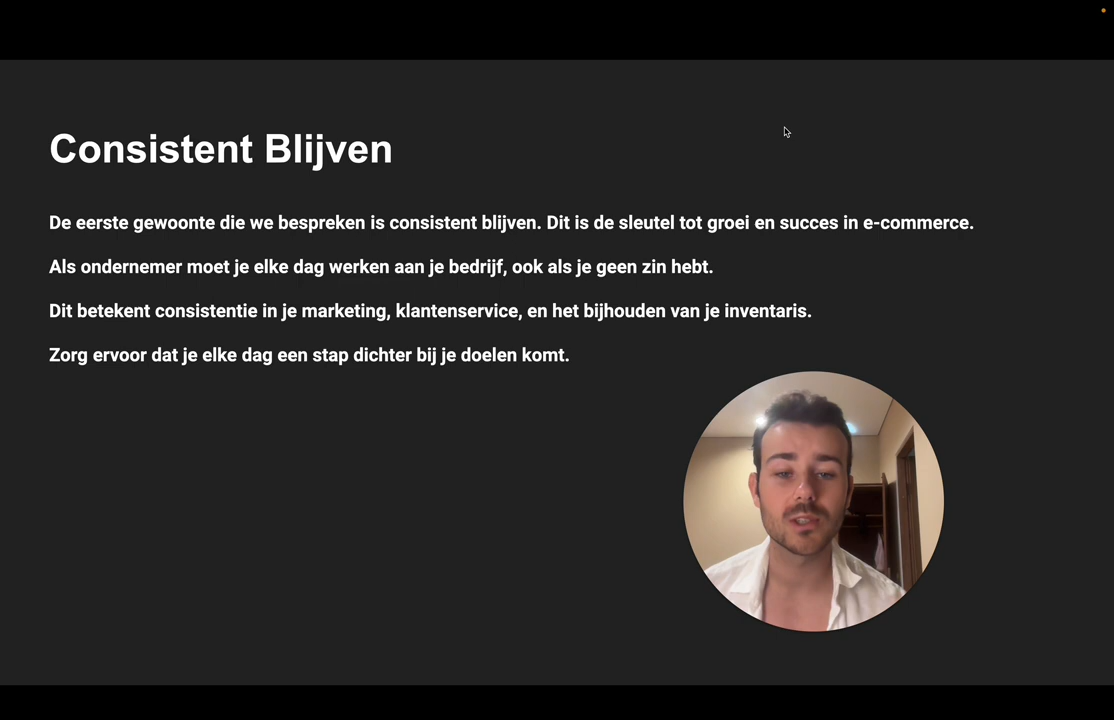 Consistent Blijven
De eerste gewoonte die we bespreken is consistent blijven. Dit is de sleutel tot groei en succes in e-commerce.
Als ondernemer moet je elke dag werken aan je bedrijf, ook als je geen zin hebt.
Dit betekent consistentie in je marketing, klantenservice, en het bijhouden van je inventaris.
Zorg ervoor dat je elke dag een stap dichter bij je doelen komt.